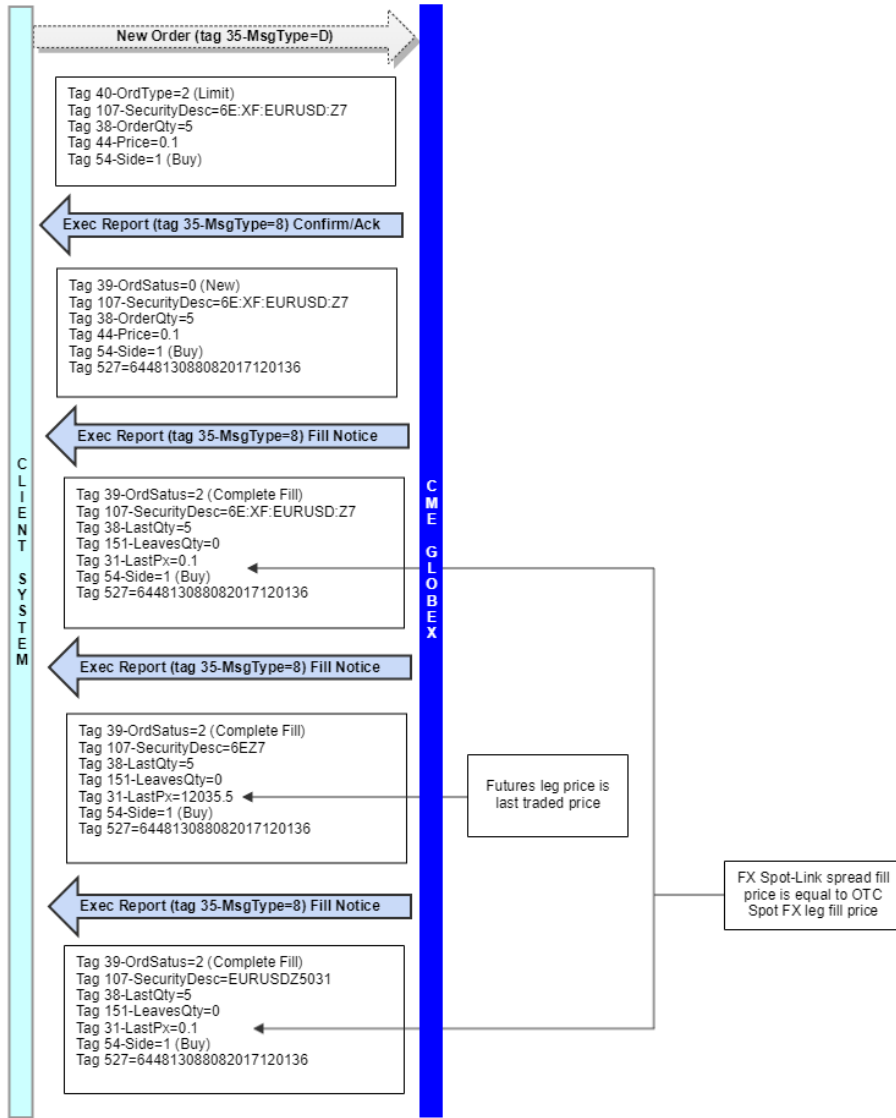 New Order (tag 35-MsgType=D)
Tag 40-OrdType=2 (Limit)
Tag 107-SecurityDesc=6E:XF:EURUSD:Z7
Tag 38-OrderQty=5
Tag 44-Price=0.1
Tag 54-Side=1 (Buy)
Exec Report (tag 35-MsgType=8) Confirm/Ack
Tag 39-OrdSatus=0 (New)
Tag 107-SecurityDesc=6E:XF:EURUSD:Z7
Tag 38-OrderQty=5
Tag 44-Price=0.1
Tag 54-Side=1 (Buy)
Tag 527=644813088082017120136
Exec Report (tag 35-MsgType=8) Fill Notice
CLIENT SYSTEM
CME GLOBEX
Tag 39-OrdSatus=2 (Complete Fill)
Tag 107-SecurityDesc=6E:XF:EURUSD:Z7
Tag 38-LastQty=5
Tag 151-LeavesQty=0
Tag 31-LastPx=0.1
Tag 54-Side=1 (Buy)
Tag 527=644813088082017120136
Exec Report (tag 35-MsgType=8) Fill Notice
Tag 39-OrdSatus=2 (Complete Fill)
Tag 107-SecurityDesc=6EZ7
Tag 38-LastQty=5
Tag 151-LeavesQty=0
Tag 31-LastPx=12035.5
Tag 54-Side=1 (Buy)
Tag 527=644813088082017120136
Futures leg price is
last traded price
FX Spot-Link spread fill
price is equal to OTC
Spot FX leg fill price
Exec Report (tag 35-MsgType=8) Fill Notice
Tag 39-OrdSatus=2 (Complete Fill)
Tag 107-SecurityDesc=EURUSDZ5031
Tag 38-LastQty=5
Tag 151-LeavesQty=0
Tag 31-LastPx=0.1
Tag 54-Side=1 (Buy)
Tag 527=644813088082017120136